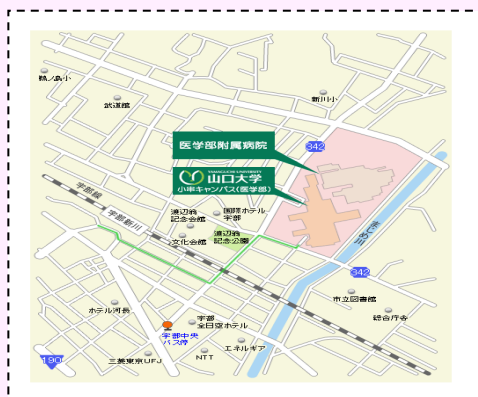 鵜ノ島小
武道館
新川小
342
医学部附属病院
YAMAGUCHI UNIVERSITY
山口大学
小串キャンパス(医学部)
宇部線
宇部新川
渡辺翁
記念会館
国際ホテル
宇部
文化会館
渡辺翁
記念公園
まじめ川
342
市立図書館
総合庁舎
ホテル河長
宇部
全日空ホテル
宇部中央
バス停
エネルギア
NTT
三菱東京UFJ
190